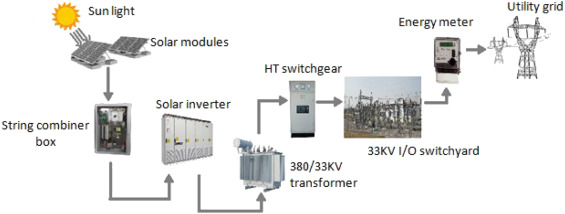 Sun light
Solar modules
String combiner
box
Solar inverter
380/33KV
transformer
HT switchgear
33KV I/O switchyard
Energy meter
Utility grid